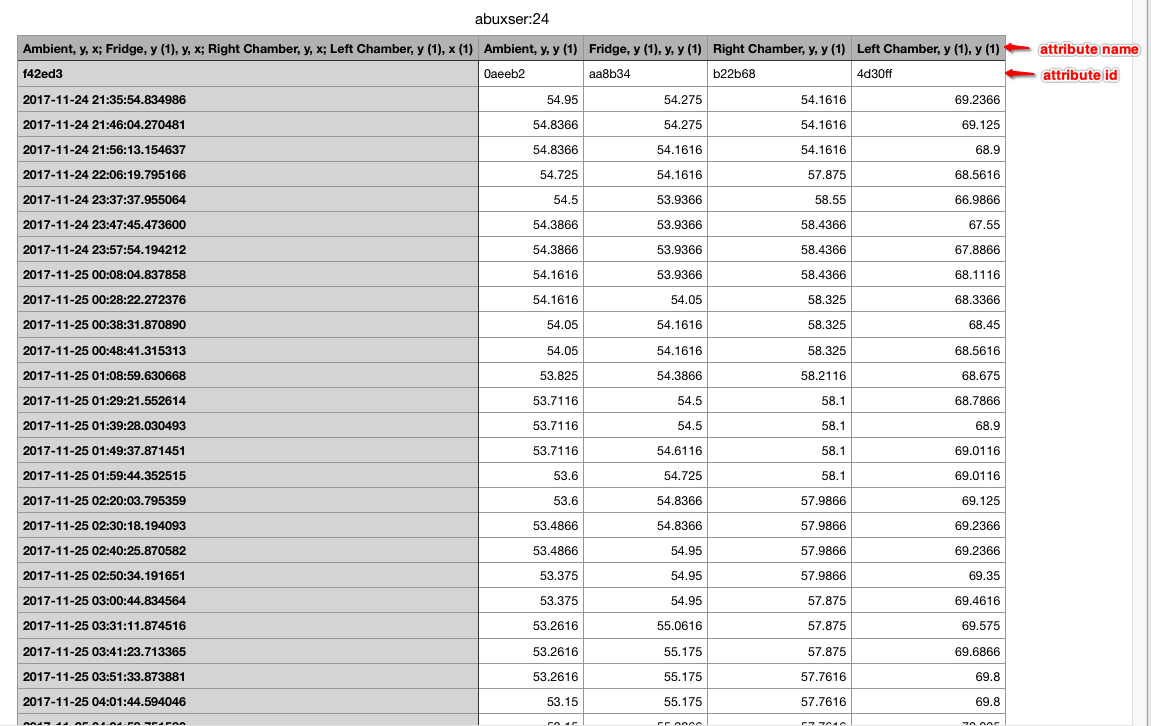 abuxser:24
Ambient, y, x; Fridge, y (1), y, x; Right Chamber, y, x; Left Chamber, y (1), x (1) Ambient, y, y (1) Fridge, y (1), y, y (1) Right Chamber, y, y (1) Left Chamber, y (1), y (1) attribute name
f42ed3 0aeeb2 aa8b34 b22b68 4d30ff attribute id
2017-11-24 21:35:54.834986 54.95 54.275 54.1616 69.2366
2017-11-24 21:46:04.270481 54.8366 54.275 54.1616 69.125
2017-11-24 21:56:13.154637 54.8366 54.1616 54.1616 68.9
2017-11-24 22:06:19.795166 54.725 54.1616 57.875 68.5616
2017-11-24 23:37:37.955064 54.5 53.9366 58.55 66.9866
2017-11-24 23:47:45.473600 54.3866 53.9366 58.4366 67.55
2017-11-24 23:57:54.194212 54.3866 53.9366 58.4366 67.8866
2017-11-25 00:08:04.837858 54.1616 53.9366 58.4366 68.1116
2017-11-25 00:28:22.272376 54.1616 54.05 58.325 68.3366
2017-11-25 00:38:31.870890 54.05 54.1616 58.325 68.45
2017-11-25 00:48:41.315313 54.05 54.1616 58.325 68.5616
2017-11-25 01:08:59.630668 53.825 54.3866 58.2116 68.675
2017-11-25 01:29:21.552614 53.7116 54.5 58.1 68.7866
2017-11-25 01:39:28.030493 53.7116 54.5 58.1 68.9
2017-11-25 01:49:37.871451 53.7116 54.6116 58.1 69.0116
2017-11-25 01:59:44.352515 53.6 54.725 58.1 69.0116
2017-11-25 02:20:03.795359 53.6 54.8366 57.9866 69.125
2017-11-25 02:30:18.194093 53.4866 54.8366 57.9866 69.2366
2017-11-25 02:40:25.870582 53.4866 54.95 57.9866 69.2366
2017-11-25 02:50:34.191651 53.375 54.95 57.9866 69.35
2017-11-25 03:00:44.834564 53.375 54.95 57.875 69.4616
2017-11-25 03:31:11.874516 53.2616 55.0616 57.875 69.575
2017-11-25 03:41:23.713365 53.2616 55.175 57.875 69.6866
2017-11-25 03:51:33.873881 53.2616 55.175 57.7616 69.8
2017-11-25 04:01:44.594046 53.15 55.175 57.7616 69.8